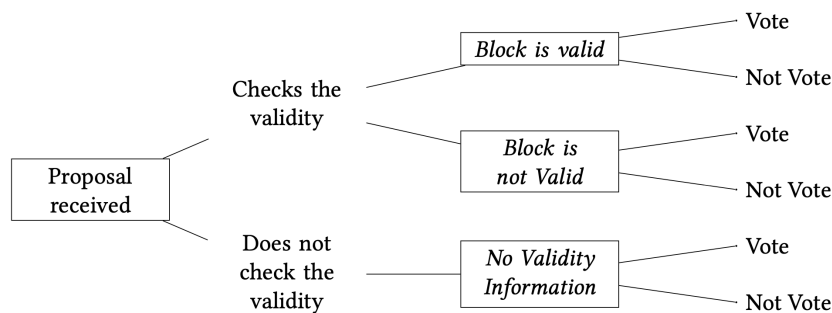 Proposal
received
Checks the
validity
Does not
check the
validity
Block is valid
Block is
not Valid
No Validity
Information
Vote
Not Vote
Vote
Not Vote
Vote
Not Vote